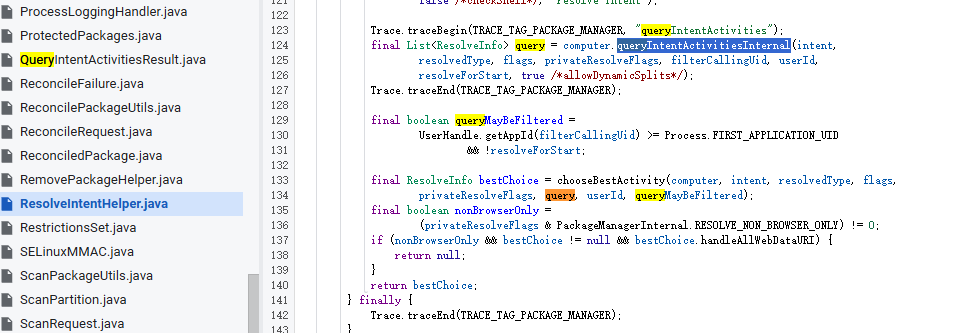 ProcessLoggingHandler.java
ProtectedPackages.java
QueryIntentActivitiesResult.java
ReconcileFailure.java
ReconcilePackageUtils.java
ReconcileRequest.java
ReconciledPackage.java
RemovePackageHelper.java
ResolveIntentHelper.java
RestrictionsSet.java
SELinuxMMAC.java
ScanPackageUtils.java
ScanPartition.java
ScanRequest.java
121 false /*checkShell*/, "resolve intent");
122
123 Trace.traceBegin(TRACE_TAG_PACKAGE_MANAGER, "queryIntentActivities");
124 final List<ResolveInfo> query = computer.queryIntentActivitiesInternal(intent,
125 resolvedType, flags, privateResolveFlags, filterCallingUid, userId,
126 resolveForStart, true /*allowDynamicSplits*/);
127 Trace.traceEnd(TRACE_TAG_PACKAGE_MANAGER);
128
129 final boolean queryMayBeFiltered =
130 UserHandle.getAppId(filterCallingUid) >= Process.FIRST_APPLICATION_UID
131 && !resolveForStart;
132
133 final ResolveInfo bestChoice = chooseBestActivity(computer, intent, resolvedType, flags,
134 privateResolveFlags, query, userId, queryMayBeFiltered);
135 final boolean nonBrowserOnly =
136 (privateResolveFlags & PackageManagerInternal.RESOLVE_NON_BROWSER_ONLY) != 0;
137 if (nonBrowserOnly && bestChoice != null && bestChoice.handleAllWebDataURI) {
138 return null;
139 }
140 return bestChoice;
141 } finally {
142 Trace.traceEnd(TRACE_TAG_PACKAGE_MANAGER);
143 }